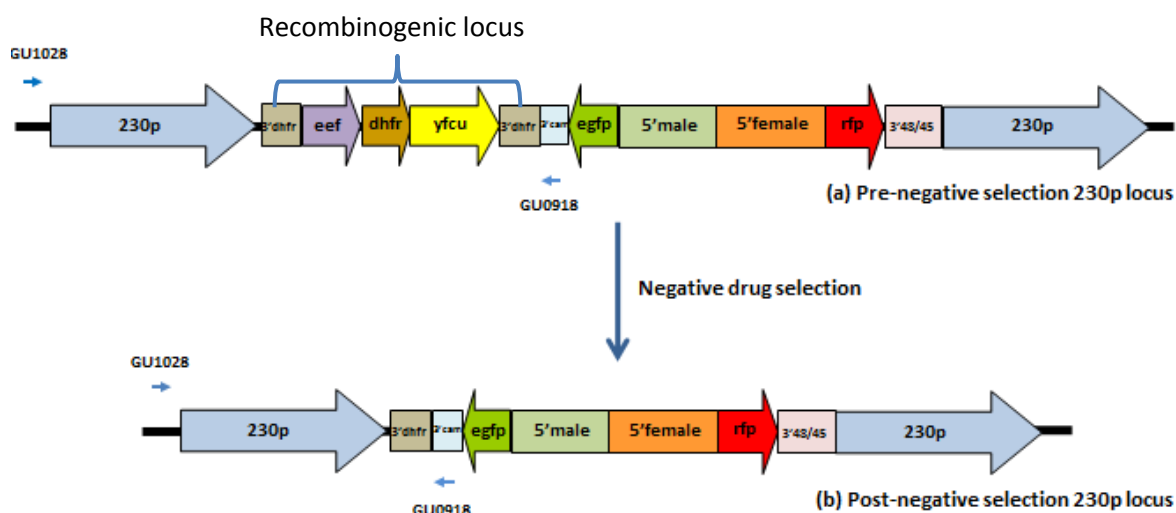 Recombinogenic locus
GU1028
230p 3'dhfr eef dhfr yfcu 3'dhfr 3'cam egfp 5'male 5'female rfp 3'48/45 230p
GU0918
(a) Pre-negative selection 230p locus
Negative drug selection
GU1028
230p 3'dhfr 3'cam egfp 5'male 5'female rfp 3'48/45 230p
GU0918
(b) Post-negative selection 230p locus